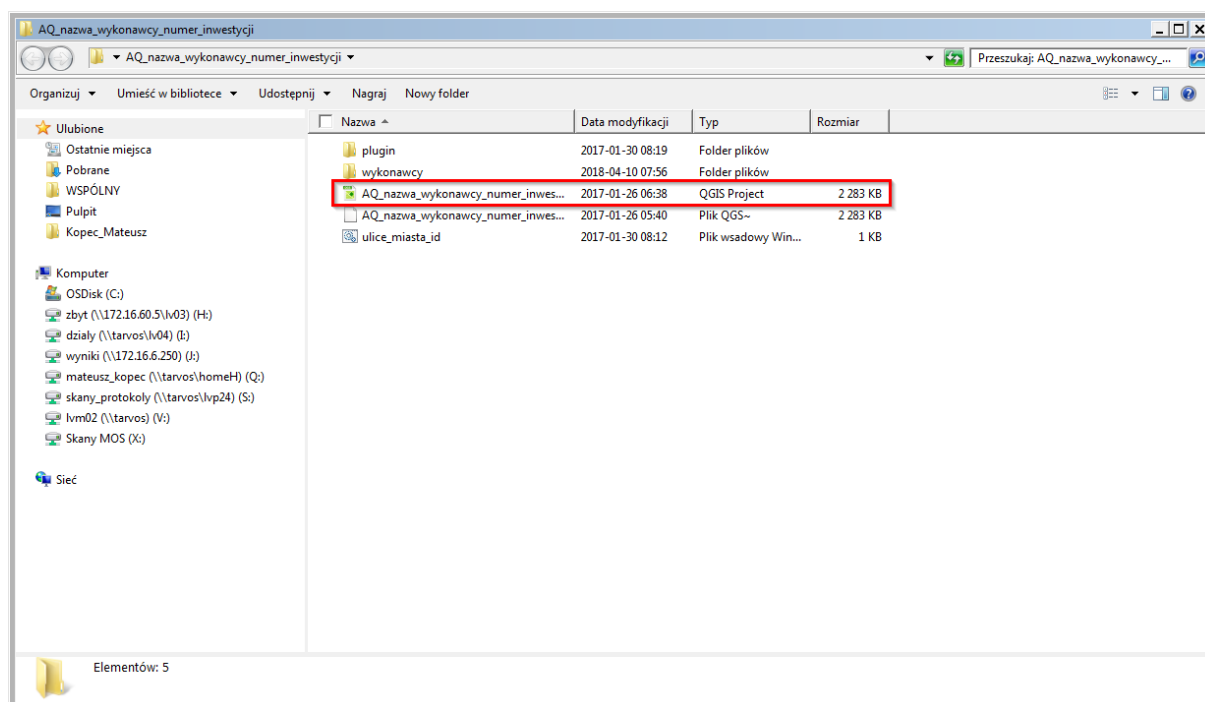 AQ_nazwa_wykonawcy_numer_inwestycji
AQ_nazwa_wykonawcy_numer_inwestycji
Przeszukaj: AQ_nazwa_wykonawcy_...
Organizuj Umieść w bibliotece Udostępnij Nagraj Nowy folder
Ulubione
Ostatnie miejsca
Pobrane
WSPÓLNY
Pulpit
Kopec_Mateusz
Komputer
OSDisk (C:)
zbyt (\\172.16.60.5\lv03) (H:)
dzialy (\\tarvos\lv04) (I:)
wyniki (\\172.16.6.250) (J:)
mateusz_kopec (\\tarvos\homeH) (Q:)
skany_protokoly (\\tarvos\lvp24) (S:)
lvm02 (\\tarvos) (V:)
Skany MOS (X:)
Sieć
Nazwa Data modyfikacji Typ Rozmiar
plugin 2017-01-30 08:19 Folder plików
wykonawcy 2018-04-10 07:56 Folder plików
AQ_nazwa_wykonawcy_numer_inwes... 2017-01-26 06:38 QGIS Project 2 283 KB
AQ_nazwa_wykonawcy_numer_inwes... 2017-01-26 05:40 Plik QGS~ 2 283 KB
ulice_miasta_id 2017-01-30 08:12 Plik wsadowy Win... 1 KB
Elementów: 5